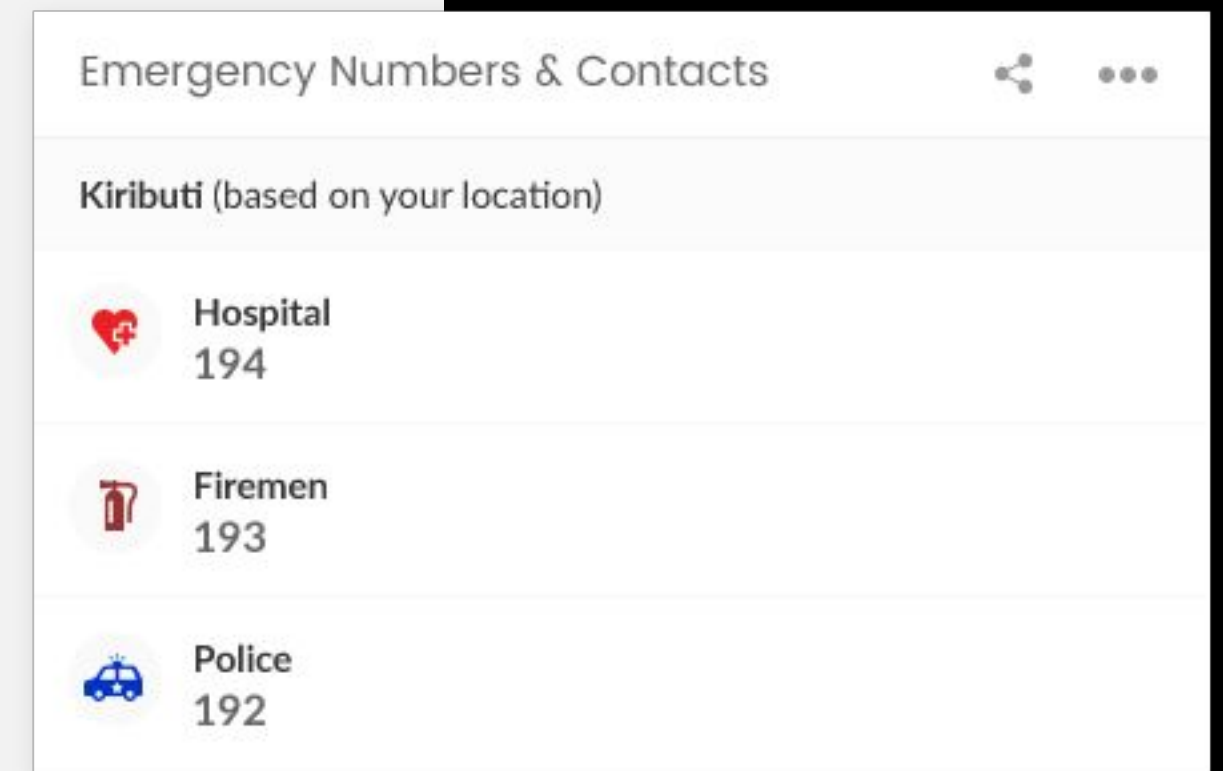 Emergency Numbers & Contacts
Kiributi (based on your location)
Hospital
194
Firemen
193
Police
192